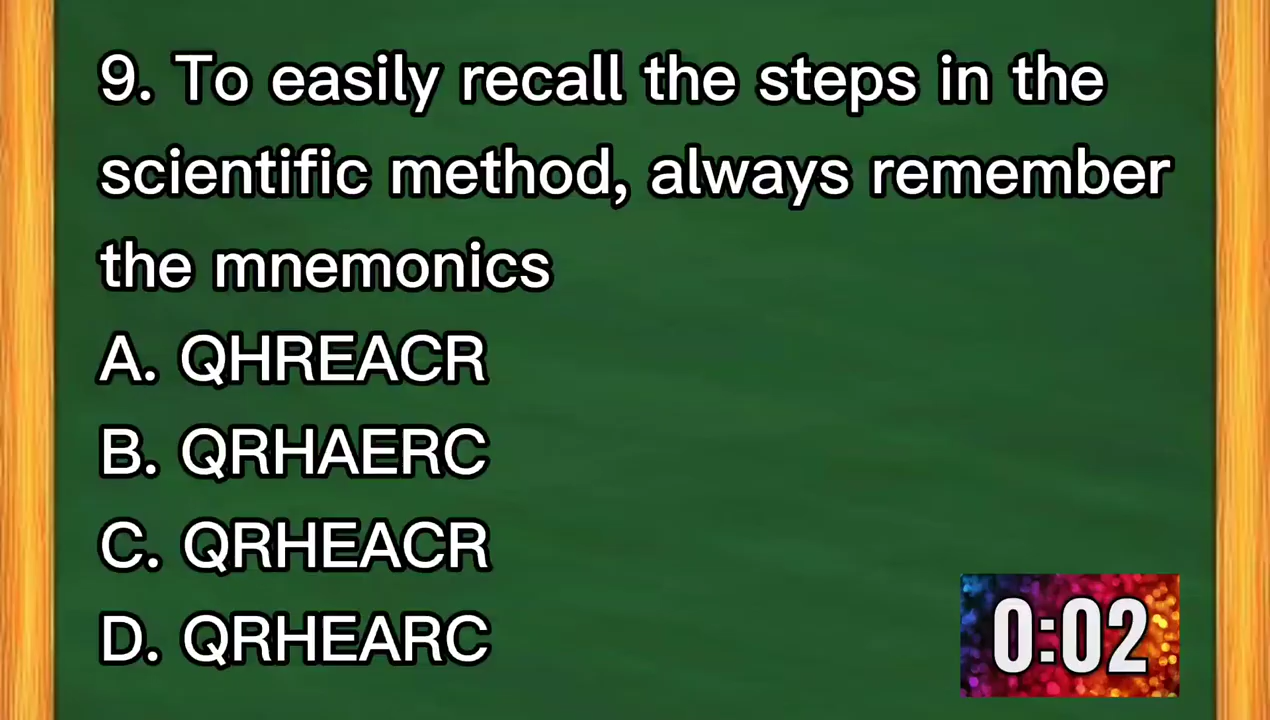 9. To easily recall the steps in the
scientific method, always remember
the mnemonics
A. QHREACR
B. QRHAERC
C. QRHEACR
D. QRHEARC
0:02